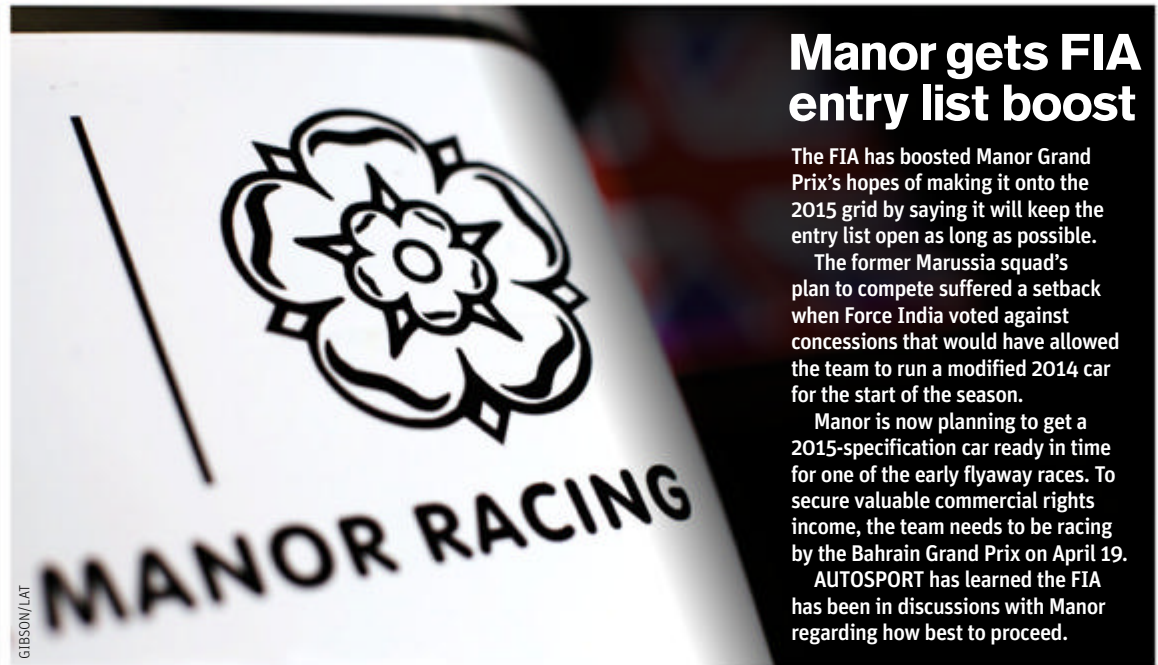 Manor gets FIA
entry list boost
The FIA has boosted Manor Grand
Prix's hopes of making it onto the
2015 grid by saying it will keep the
entry list open as long as possible.
The former Marussia squad's
plan to compete suffered a setback
when Force India voted against
concessions that would have allowed
the team to run a modified 2014 car
for the start of the season.
Manor is now planning to get a
2015-specification car ready in time
for one of the early flyaway races. To
secure valuable commercial rights
income, the team needs to be racing
by the Bahrain Grand Prix on April 19.
AUTOSPORT has learned the FIA
has been in discussions with Manor
regarding how best to proceed.
MANOR RACING
GIBSON/LAT